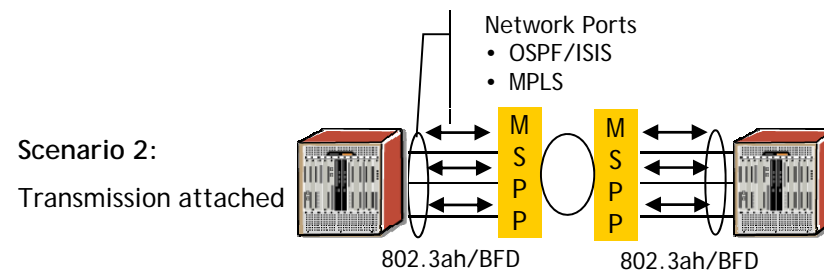 Network Ports
• OSPF/ISIS
• MPLS
Scenario 2:
Transmission attached
M
S
P
P
M
S
P
P
802.3ah/BFD
802.3ah/BFD